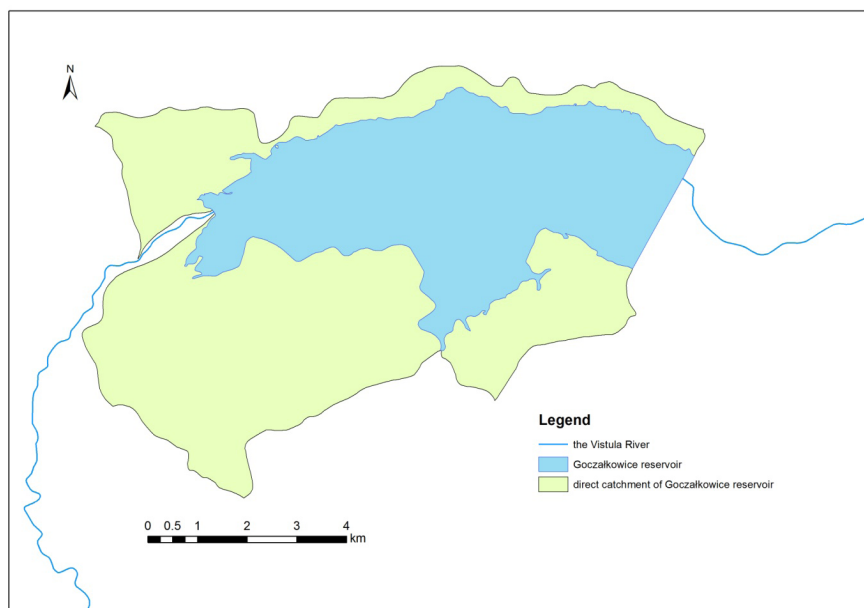 N
Legend
the Vistula River
Goczałkowice reservoir
direct catchment of Goczałkowice reservoir
0 0.5 1 2 3 4
km